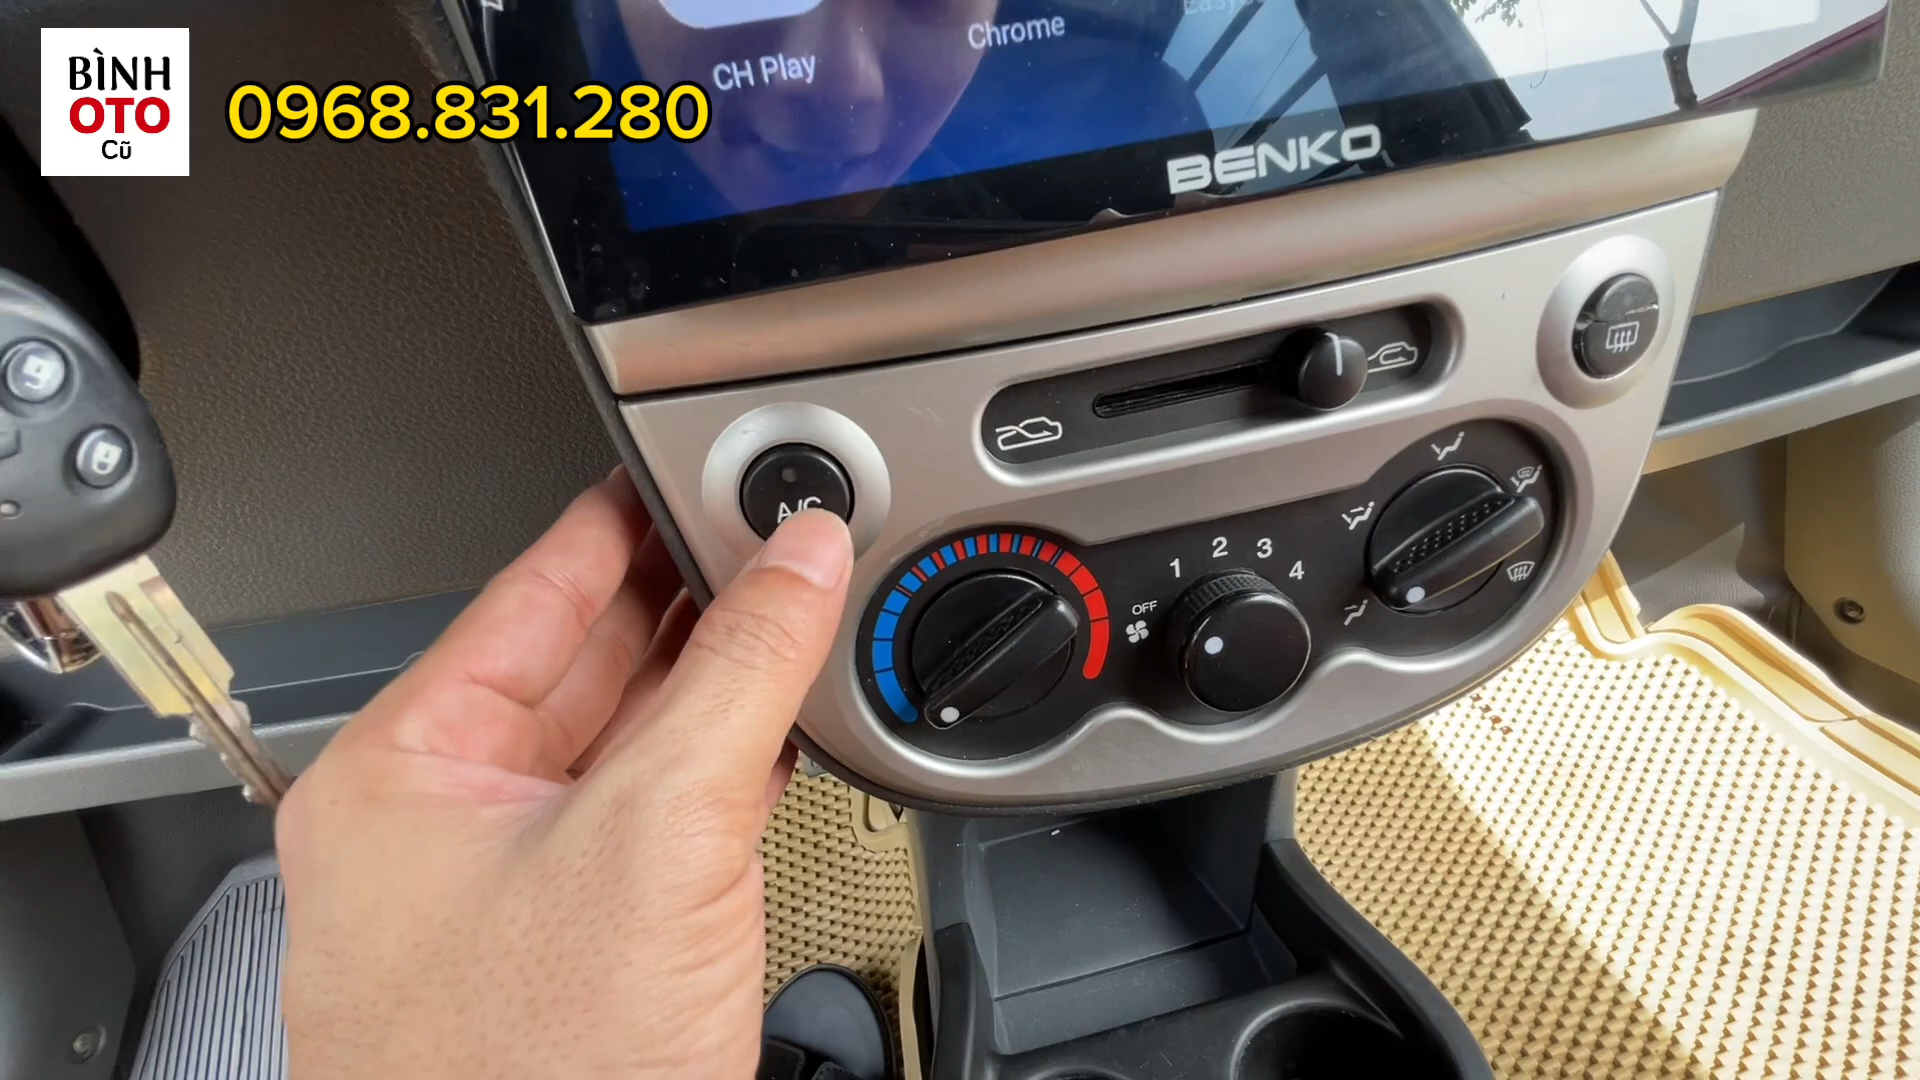 BÌNH
OTO
Cũ
0968.831.280
CH Play
Chrome
BENKO
A/C
OFF
1
2
3
4